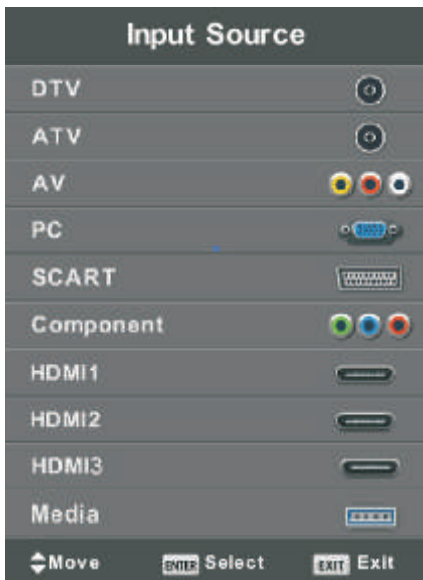 Input Source
DTV
ATV
AV
PC
SCART
Component
HDMI1
HDMI2
HDMI3
Media
Move ENTER Select EXIT Exit